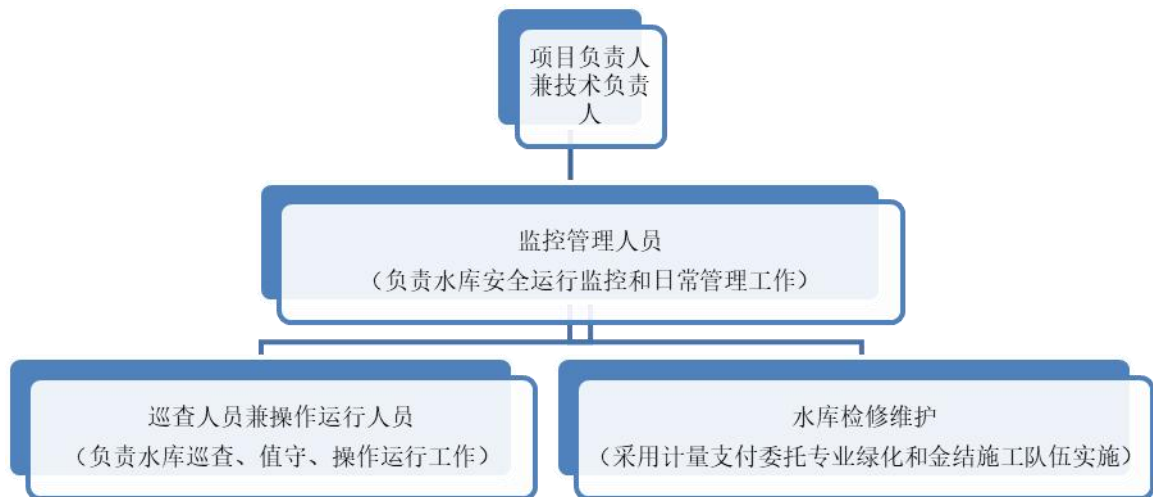 项目负责人
兼技术负责
人
监控管理人员
（负责水库安全运行监控和日常管理工作）
巡查人员兼操作运行人员
（负责水库巡查、值守、操作运行工作）
水库检修维护
（采用计量支付委托专业绿化和金结施工队伍实施）